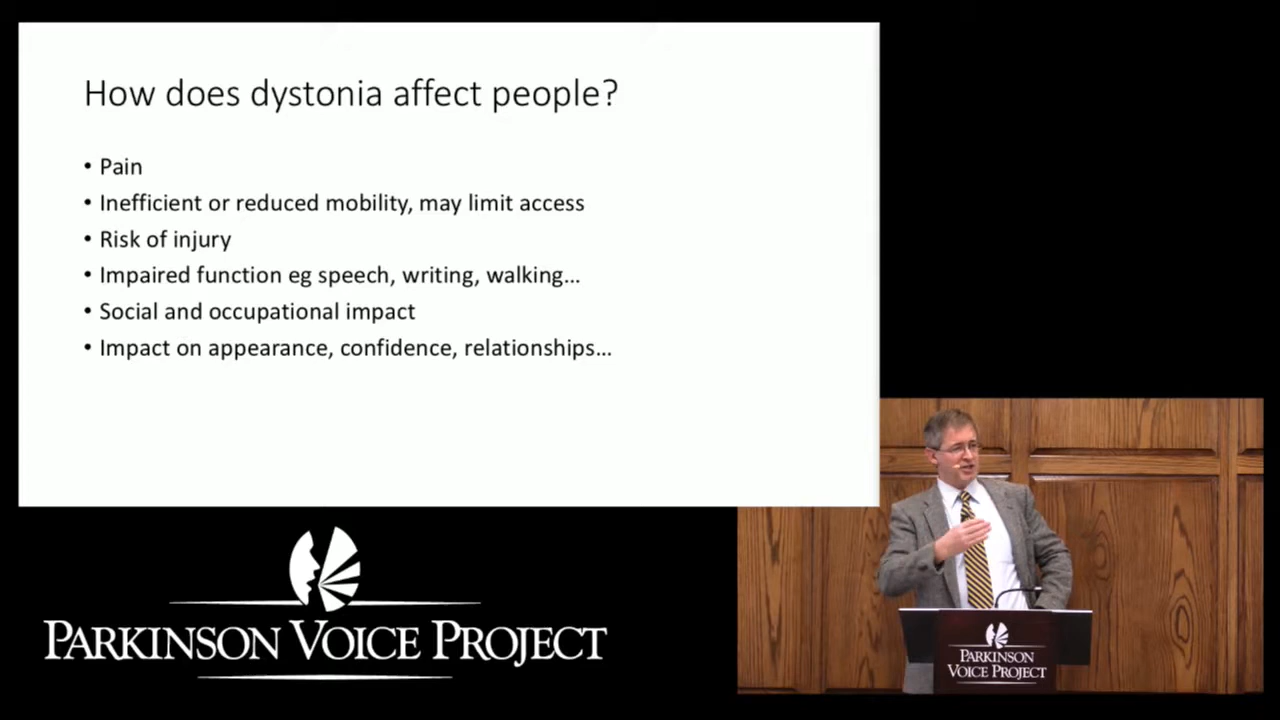 How does dystonia affect people?
• Pain
• Inefficient or reduced mobility, may limit access
• Risk of injury
• Impaired function eg speech, writing, walking...
• Social and occupational impact
• Impact on appearance, confidence, relationships...
PARKINSON VOICE PROJECT
PARKINSON
VOICE PROJECT